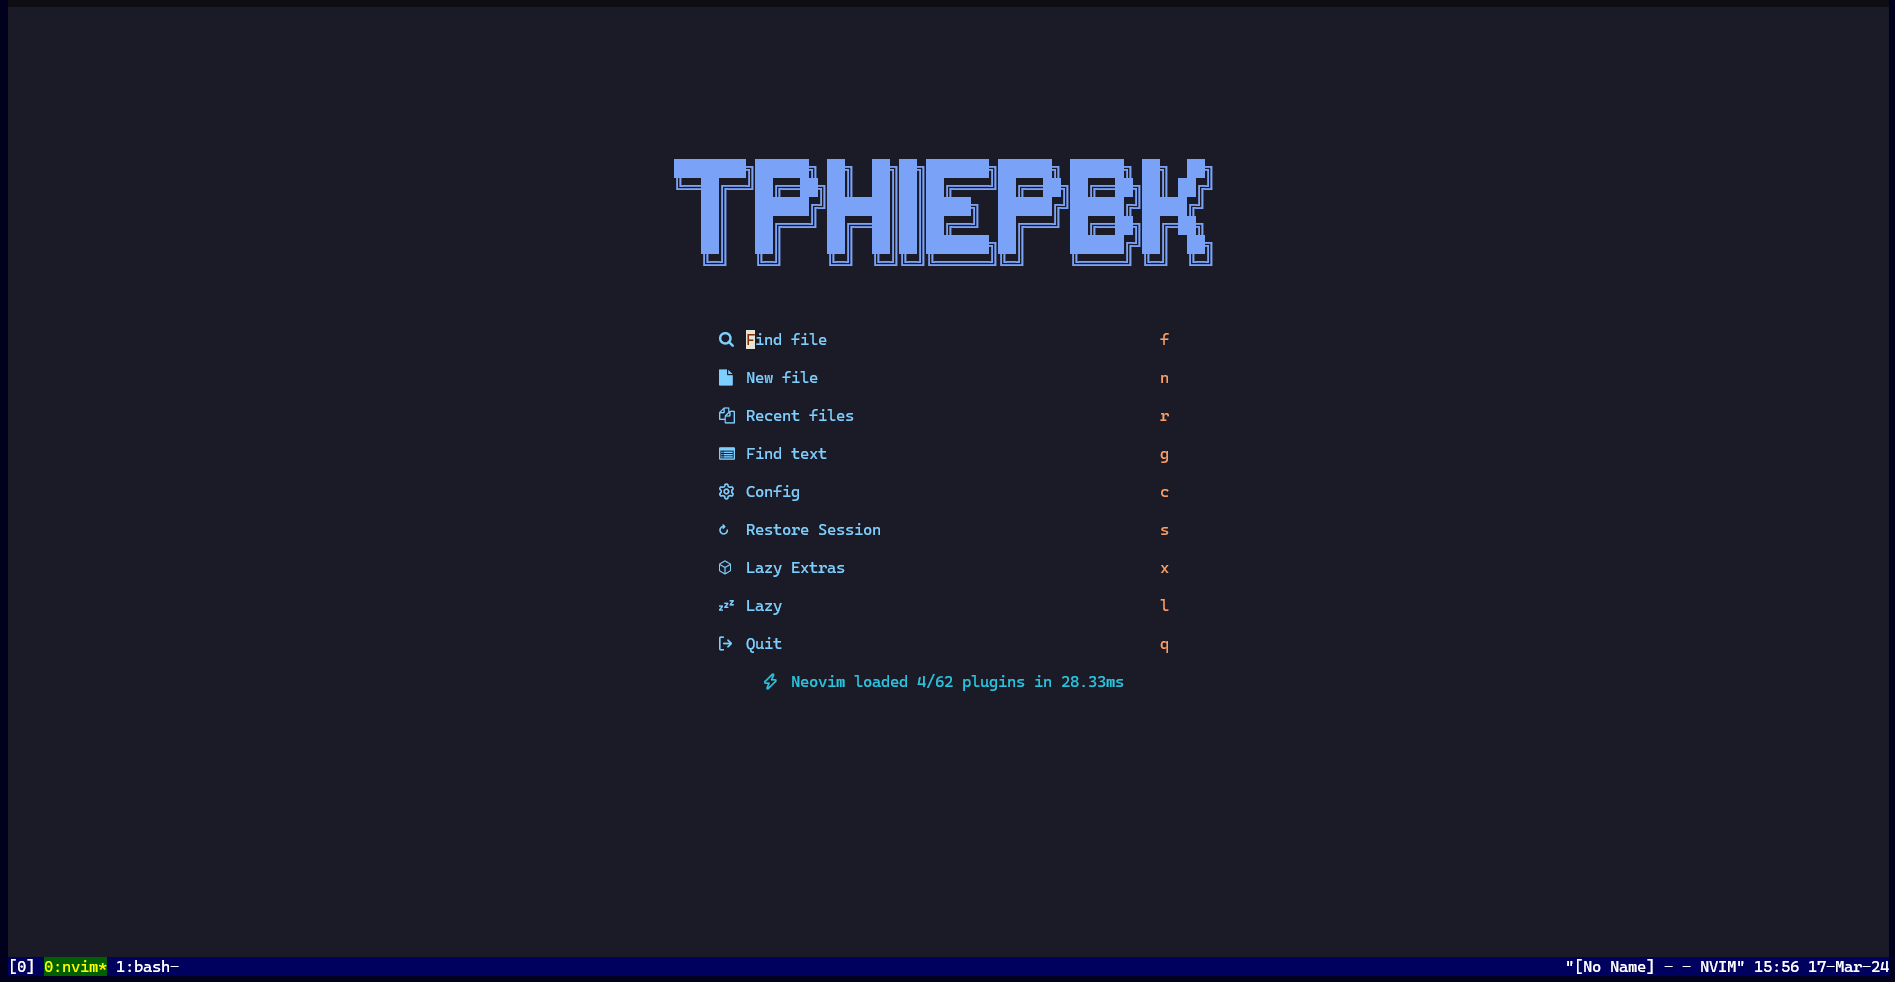 TPHIEPBK
Find file f
New file n
Recent files r
Find text g
Config c
Restore Session s
Lazy Extras x
zzz Lazy l
Quit q
Neovim loaded 4/62 plugins in 28.33ms
[0] 0:nvim* 1:bash- "[No Name] - - NVIM" 15:56 17-Mar-24